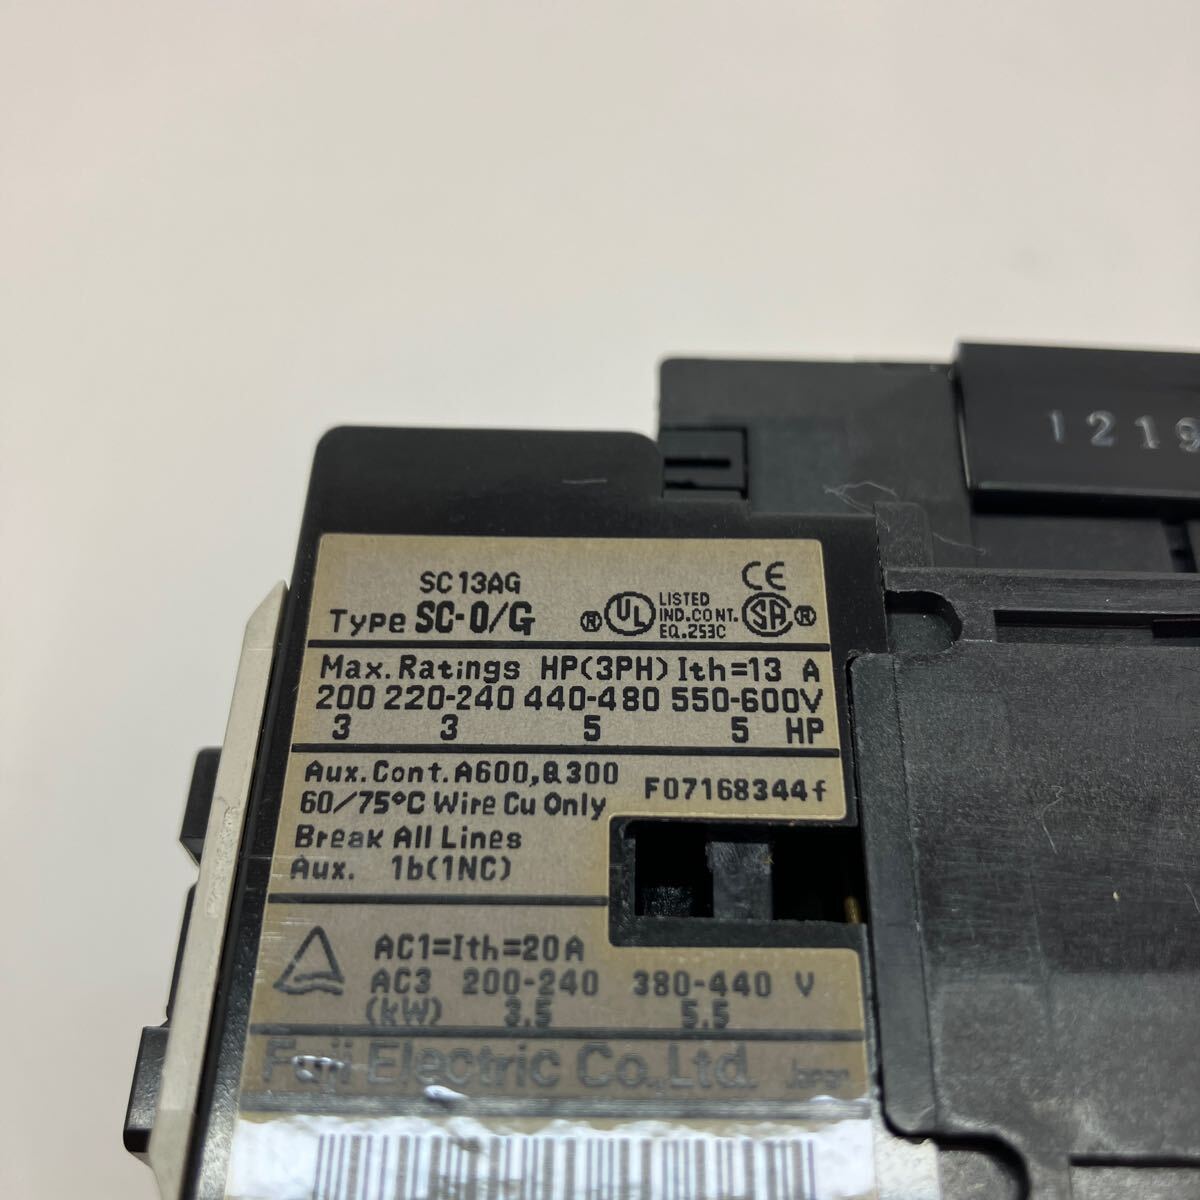 1219
SC13AG
Type SC-0/G
® UL LISTED IND.CONT. EQ.253C
CE
SA ®
Max.Ratings HP(3PH) Ith=13 A
200 220-240 440-480 550-600V
3 3 5 5 HP
Aux.Cont.A600,Q300
F07168344f
60/75°C Wire Cu Only
Break All Lines
Aux. 1b(1NC)
AC1=Ith=20A
AC3 200-240 380-440 V
(kW) 3.5 5.5
Fuji Electric Co.,Ltd. Japan